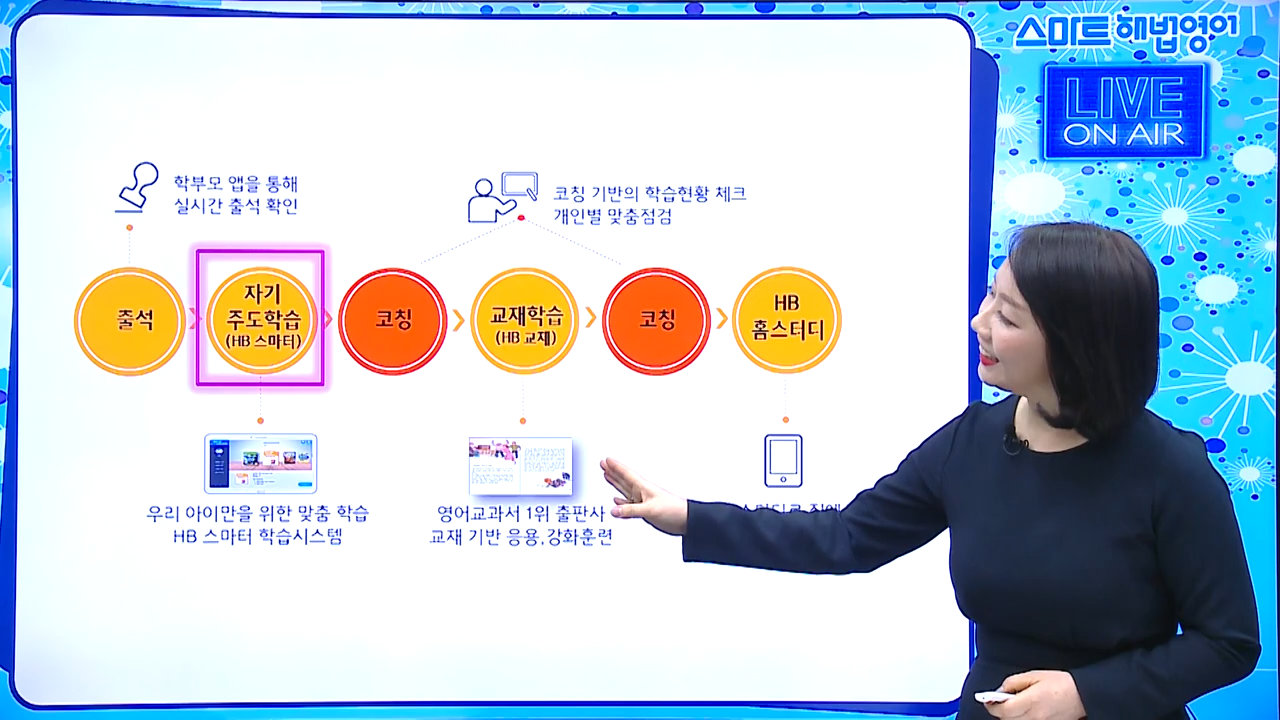 스마트 해법영어
LIVE
ON AIR
학부모 앱을 통해
실시간 출석 확인
코칭 기반의 학습현황 체크
개인별 맞춤점검
출석
자기
주도학습
(HB 스마터)
코칭
교재학습
(HB 교재)
코칭
HB
홈스터디
우리 아이만을 위한 맞춤 학습
HB 스마터 학습시스템
영어교과서 1위 출판사
교재 기반 응용,강화훈련